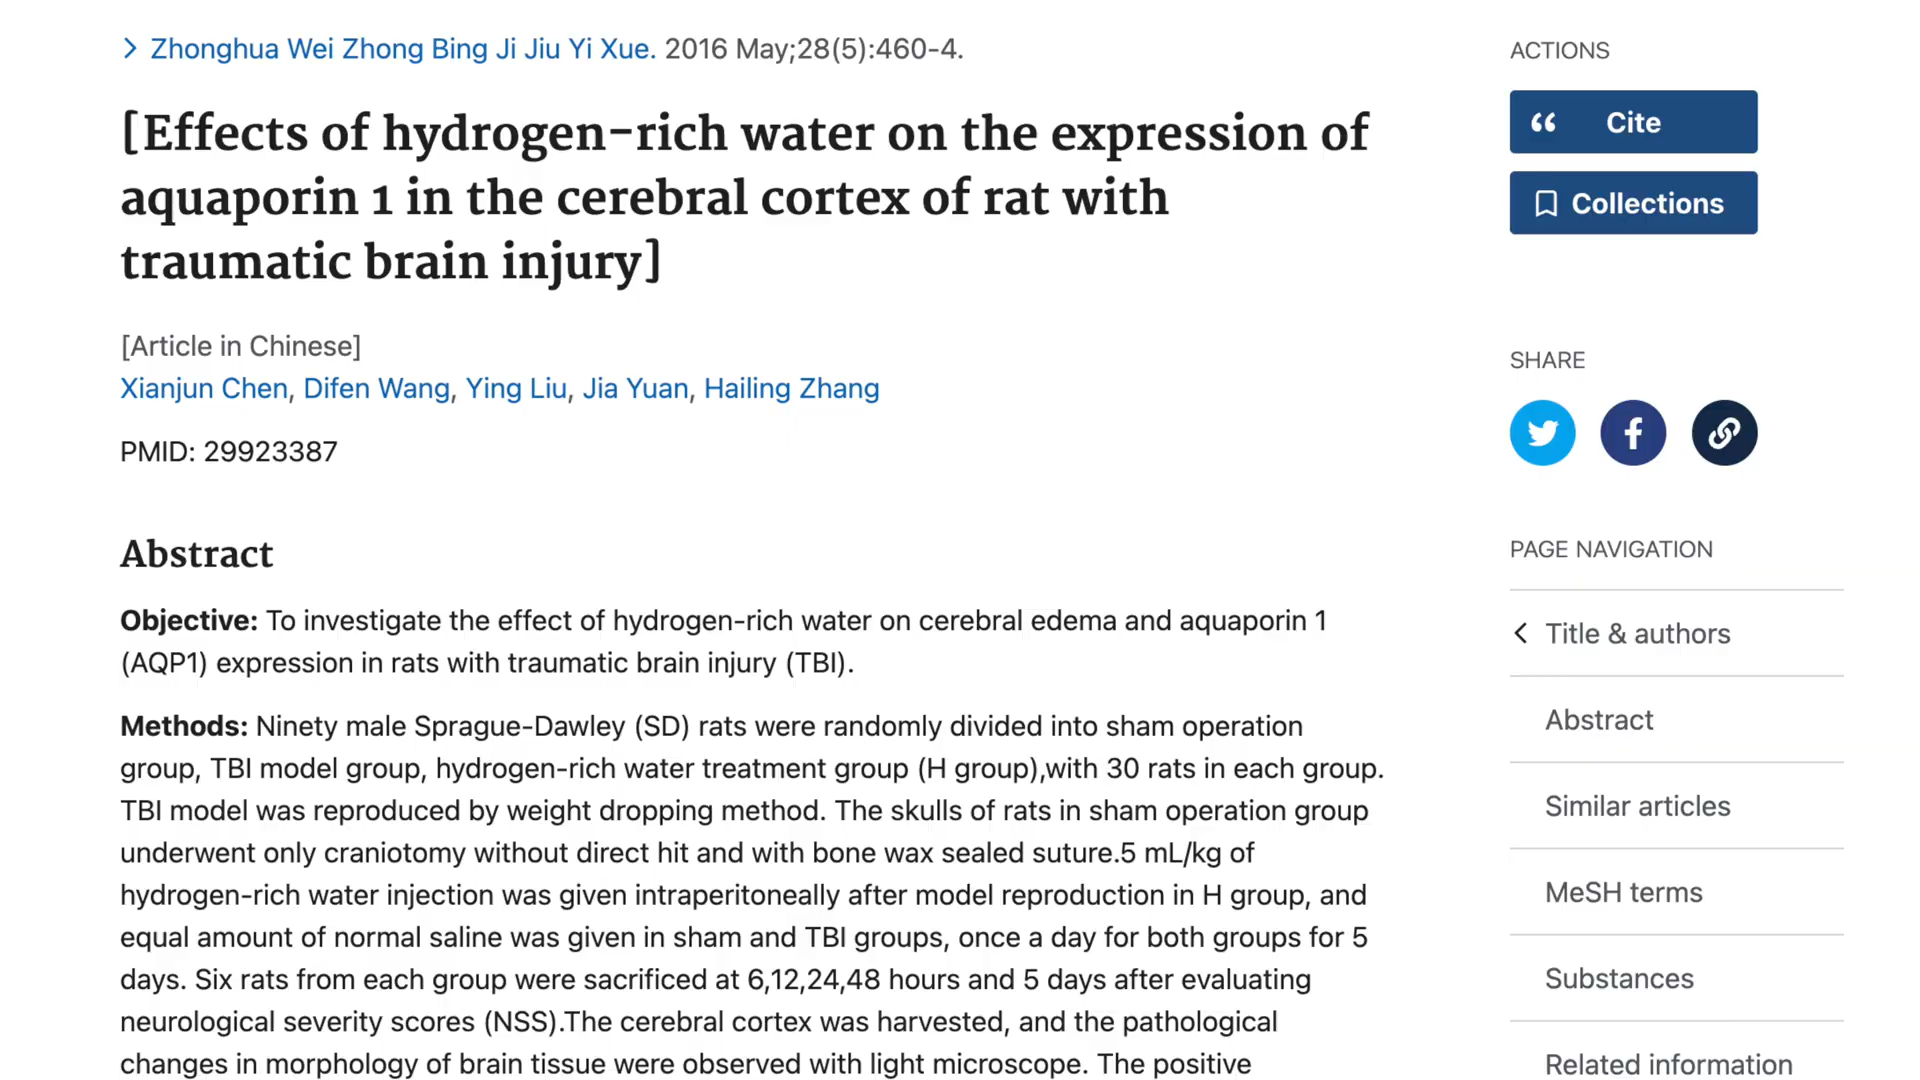 Zhonghua Wei Zhong Bing Ji Jiu Yi Xue. 2016 May;28(5):460-4.
[Effects of hydrogen-rich water on the expression of
aquaporin 1 in the cerebral cortex of rat with
traumatic brain injury]
[Article in Chinese]
Xianjun Chen, Difen Wang, Ying Liu, Jia Yuan, Hailing Zhang
PMID: 29923387
Abstract
Objective: To investigate the effect of hydrogen-rich water on cerebral edema and aquaporin 1
(AQP1) expression in rats with traumatic brain injury (TBI).
Methods: Ninety male Sprague-Dawley (SD) rats were randomly divided into sham operation
group, TBI model group, hydrogen-rich water treatment group (H group),with 30 rats in each group.
TBI model was reproduced by weight dropping method. The skulls of rats in sham operation group
underwent only craniotomy without direct hit and with bone wax sealed suture.5 mL/kg of
hydrogen-rich water injection was given intraperitoneally after model reproduction in H group, and
equal amount of normal saline was given in sham and TBI groups, once a day for both groups for 5
days. Six rats from each group were sacrificed at 6,12,24,48 hours and 5 days after evaluating
neurological severity scores (NSS).The cerebral cortex was harvested, and the pathological
changes in morphology of brain tissue were observed with light microscope. The positive
ACTIONS
Cite
Collections
SHARE
PAGE NAVIGATION
Title & authors
Abstract
Similar articles
MeSH terms
Substances
Related information